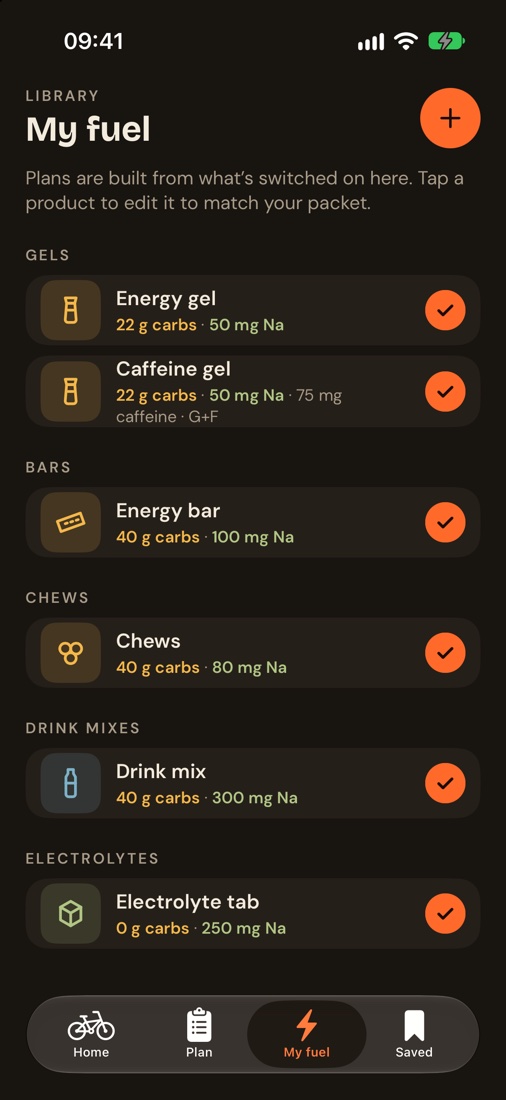 09:41
LIBRARY
My fuel
Plans are built from what’s switched on here. Tap a
product to edit it to match your packet.
GELS
Energy gel
22 g carbs · 50 mg Na
Caffeine gel
22 g carbs · 50 mg Na · 75 mg
caffeine · G+F
BARS
Energy bar
40 g carbs · 100 mg Na
CHEWS
Chews
40 g carbs · 80 mg Na
DRINK MIXES
Drink mix
40 g carbs · 300 mg Na
ELECTROLYTES
Electrolyte tab
0 g carbs · 250 mg Na
Home Plan My fuel Saved